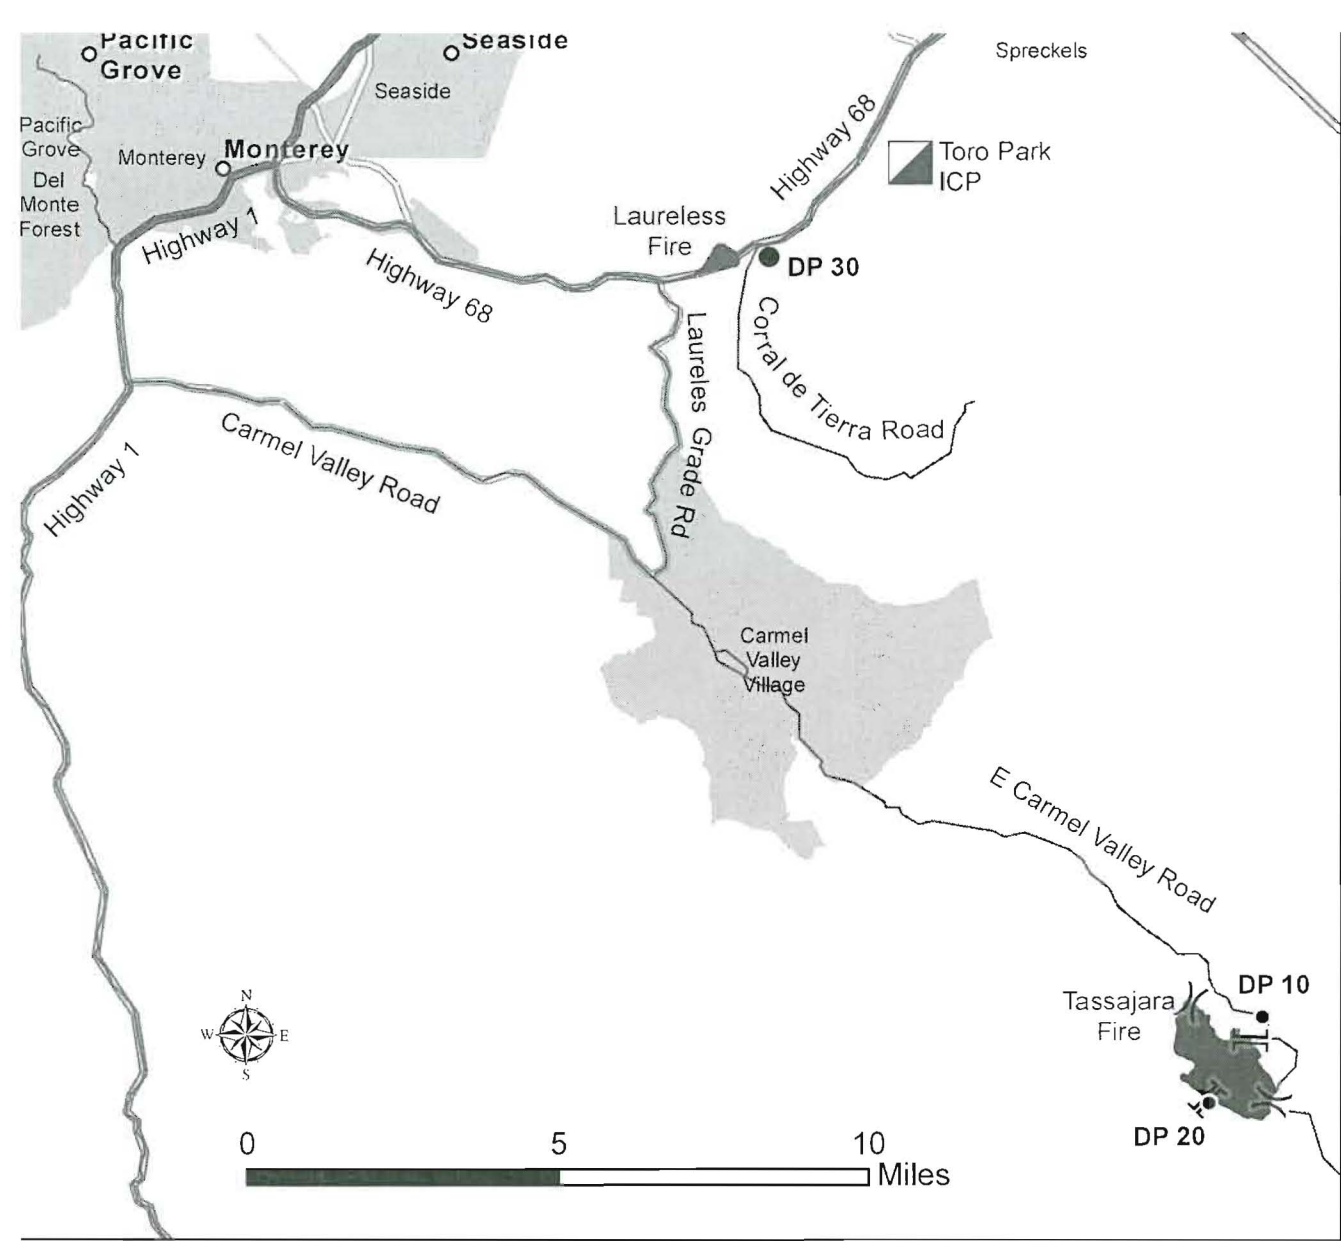 Pacific
Grove
Seaside
Seaside
Spreckels
Pacific
Grove
Del
Monte
Forest
Monterey
Monterey
Highway 1
Highway 68
Highway 68
Toro Park
ICP
Laureless
Fire
DP 30
Corral de Tierra Road
Laureles Grade Rd
Carmel Valley Road
Highway 1
Carmel
Valley
Village
E Carmel Valley Road
Tassajara
Fire
DP 10
DP 20
N
W
E
S
0
5
10
Miles